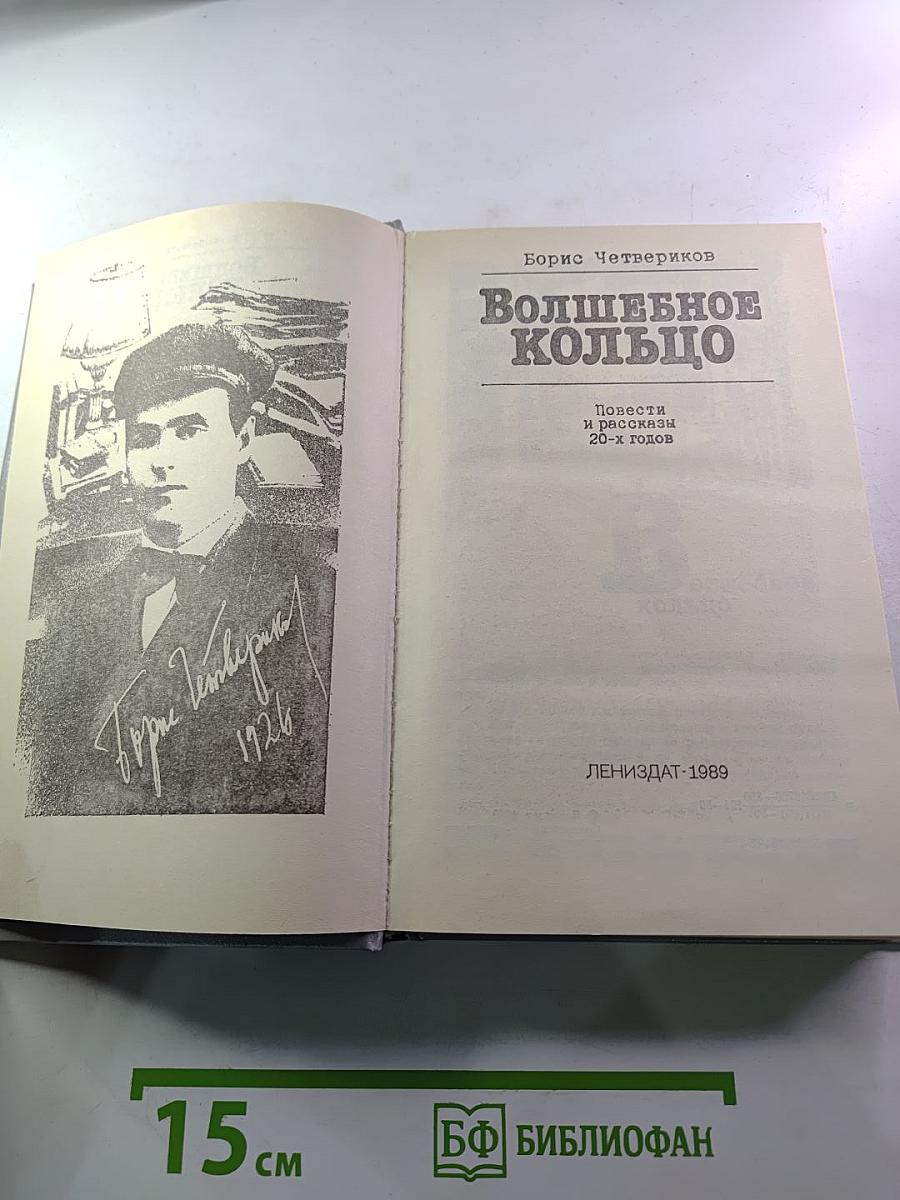 Борис Четвериков
1926
Борис Четвериков
ВОЛШЕБНОЕ
КОЛЬЦО
Повести
и рассказы
20-х годов
ЛЕНИЗДАТ·1989
15 см
БФ БИБЛИОФАН